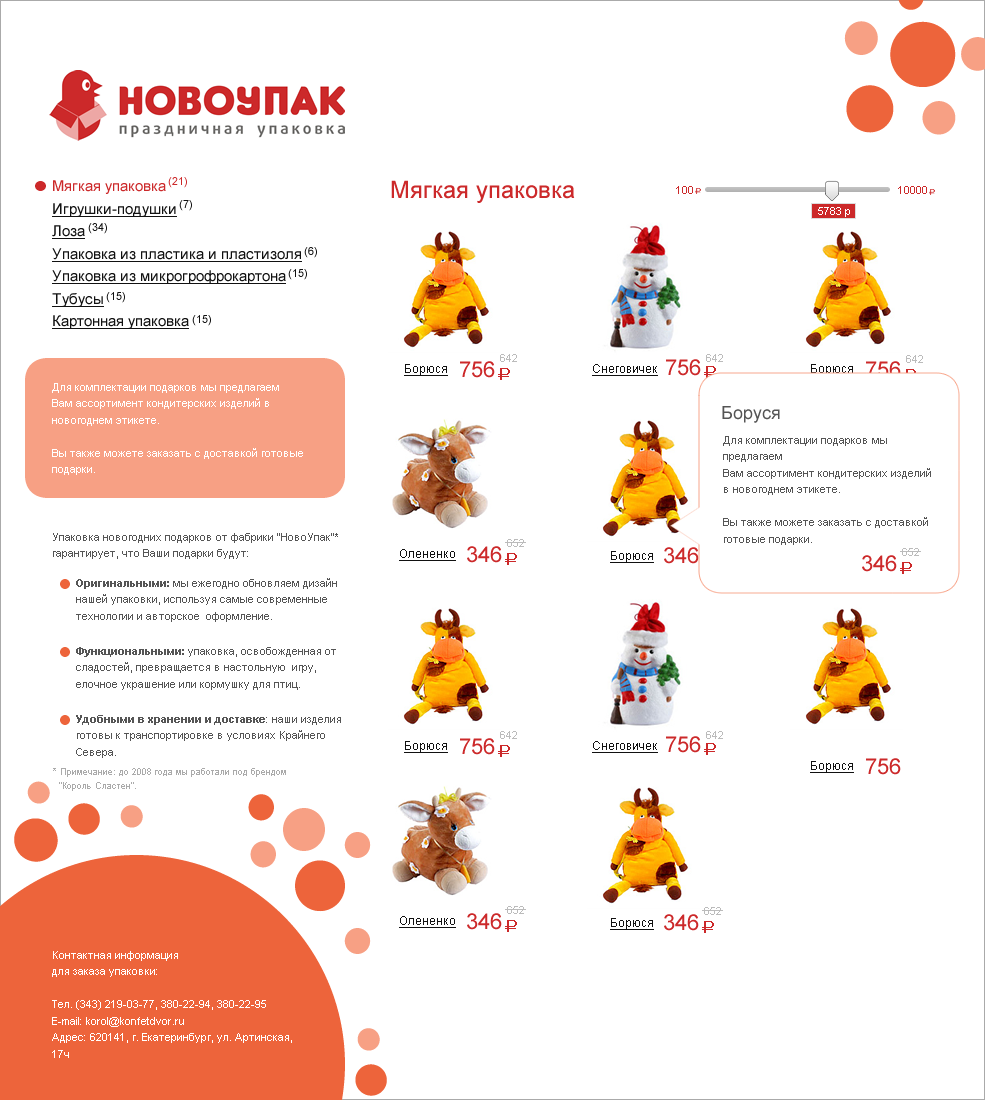 НОВОУПАК
праздничная упаковка
Мягкая упаковка (21)
Игрушки-подушки (7)
Лоза (34)
Упаковка из пластика и пластизоля (6)
Упаковка из микрогрофрокартона (15)
Тубусы (15)
Картонная упаковка (15)
Для комплектации подарков мы предлагаем
Вам ассортимент кондитерских изделий в
новогоднем этикете.
Вы также можете заказать с доставкой готовые
подарки.
Упаковка новогодних подарков от фабрики "НовоУпак"*
гарантирует, что Ваши подарки будут:
Оригинальными: мы ежегодно обновляем дизайн
нашей упаковки, используя самые современные
технологии и авторское оформление.
Функциональными: упаковка, освобожденная от
сладостей, превращается в настольную игру,
елочное украшение или кормушку для птиц.
Удобными в хранении и доставке: наши изделия
готовы к транспортировке в условиях Крайнего
Севера.
* Примечание: до 2008 года мы работали под брендом
"Король Сластен".
Контактная информация
для заказа упаковки:
Тел. (343) 219-03-77, 380-22-94, 380-22-95
E-mail: korol@konfetdvor.ru
Адрес: 620141, г. Екатеринбург, ул. Артинская,
17ч
Мягкая упаковка
100 ₽ 10000 ₽
5783 р
Борюся 756 ₽ 642
Снеговичек 756 ₽ 642
Борюся 756 ₽ 642
Олененко 346 ₽ 652
Борюся 346
Боруся
Для комплектации подарков мы
предлагаем
Вам ассортимент кондитерских изделий
в новогоднем этикете.
Вы также можете заказать с доставкой
готовые подарки.
346 ₽ 652
Борюся 756 ₽ 642
Снеговичек 756 ₽ 642
Борюся 756
Олененко 346 ₽ 652
Борюся 346 ₽ 652